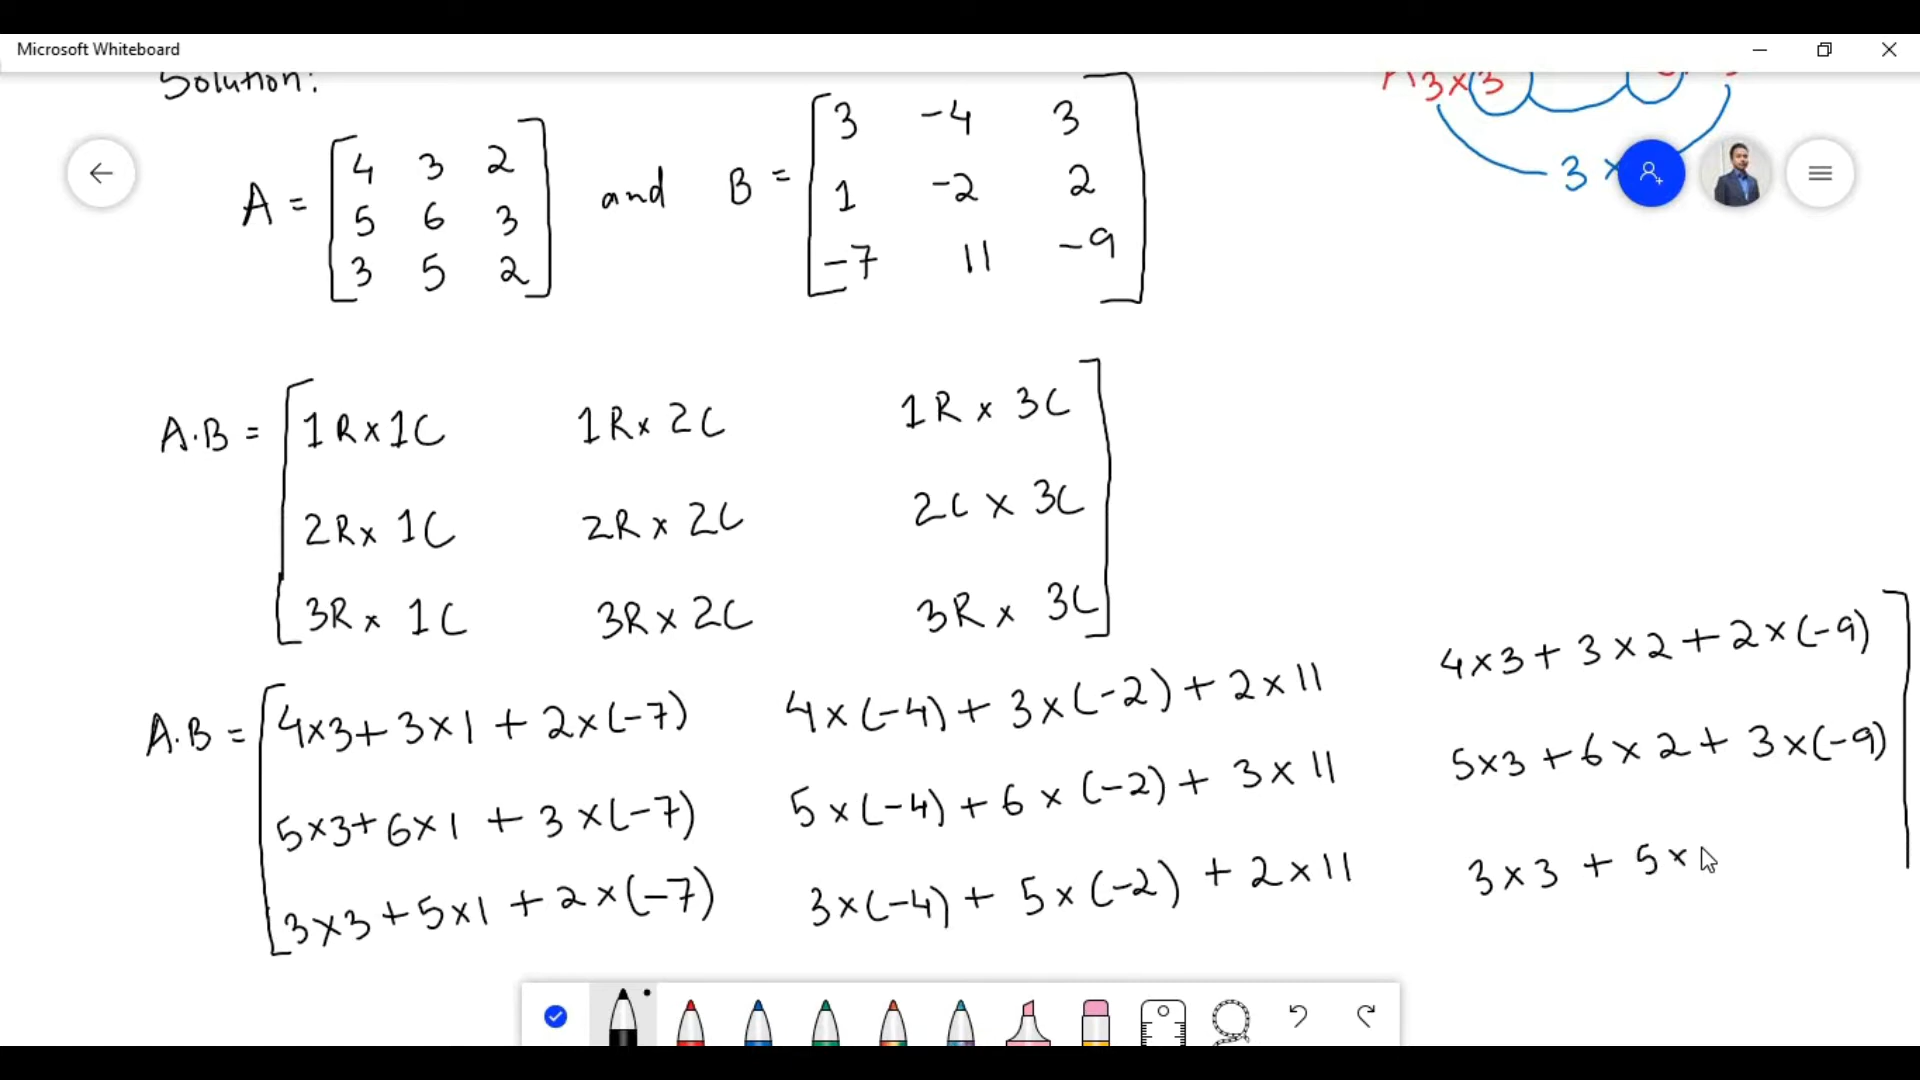 Microsoft Whiteboard
Solution:
A 3×3
3 ×
A = [ 4 3 2 ] and B = [ 3 -4 3 ]
5 6 3 1 -2 2
3 5 2 -7 11 -9
A.B = [ 1R×1C 1R×2C 1R × 3C ]
2R× 1C 2R × 2C 2C × 3C
3R× 1C 3R×2C 3R× 3C
A.B = [ 4×3+3×1 + 2×(-7) 4×(-4)+ 3×(-2)+ 2×11 4×3+ 3×2+2×(-9) ]
5×3+6×1 + 3×(-7) 5×(-4)+6×(-2)+ 3×11 5×3+6×2+ 3×(-9)
3×3+5×1 +2×(-7) 3×(-4)+ 5×(-2) +2×11 3×3 + 5×